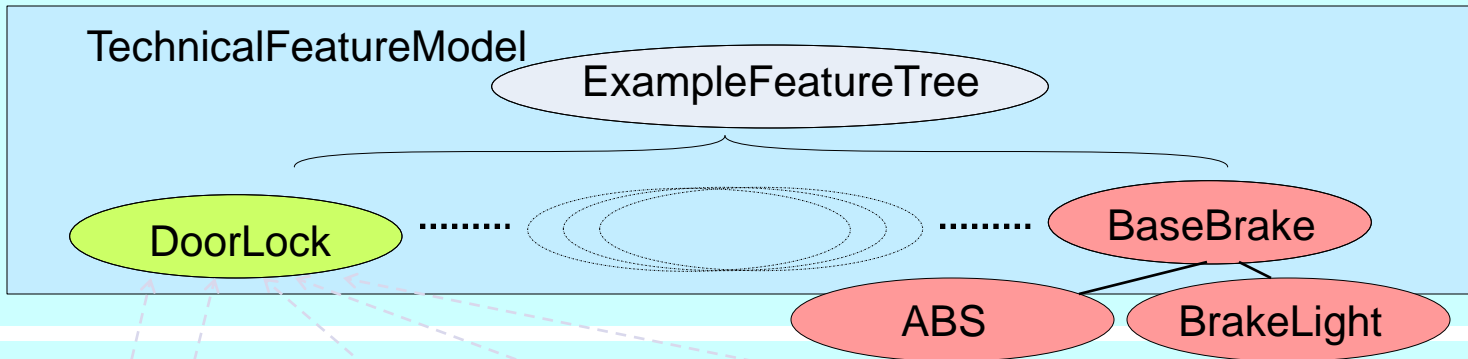 TechnicalFeatureModel
ExampleFeatureTree
DoorLock
BaseBrake
ABS
BrakeLight